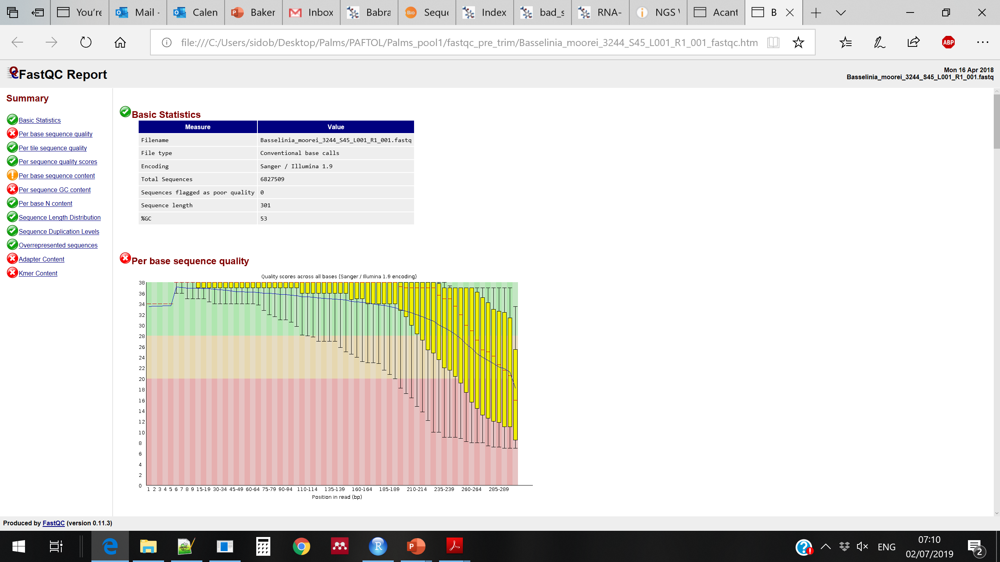 You're
Mail -
Calen
Baker
Inbox
Babra
Seque
Index
bad_s
RNA-
NGS
Acant
B
file:///C:/Users/sidob/Desktop/Palms/PAFTOL/Palms_pool1/fastqc_pre_trim/Basselinia_moorei_3244_S45_L001_R1_001_fastqc.htm
ABP
FastQC Report
Mon 16 Apr 2018
Basselinia_moorei_3244_S45_L001_R1_001.fastq
Summary
Basic Statistics
Per base sequence quality
Per tile sequence quality
Per sequence quality scores
Per base sequence content
Per sequence GC content
Per base N content
Sequence Length Distribution
Sequence Duplication Levels
Overrepresented sequences
Adapter Content
Kmer Content
Basic Statistics
Measure Value
Filename Basselinia_moorei_3244_S45_L001_R1_001.fastq
File type Conventional base calls
Encoding Sanger / Illumina 1.9
Total Sequences 6827509
Sequences flagged as poor quality 0
Sequence length 301
%GC 53
Per base sequence quality
Quality scores across all bases (Sanger / Illumina 1.9 encoding)
38
36
34
32
30
28
26
24
22
20
18
16
14
12
10
8
6
4
2
0
1 2 3 4 5 6 7 8 9 15-19 30-34 45-49 60-64 75-79 90-94 110-114 135-139 160-164 185-189 210-214 235-239 260-264 285-289
Position in read (bp)
Produced by FastQC (version 0.11.3)
ENG
07:10
02/07/2019
2